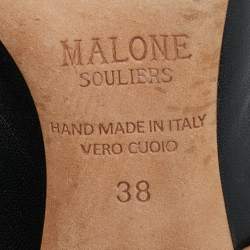 MALONE
SOULIERS
HAND MADE IN ITALY
VERO CUOIO
38